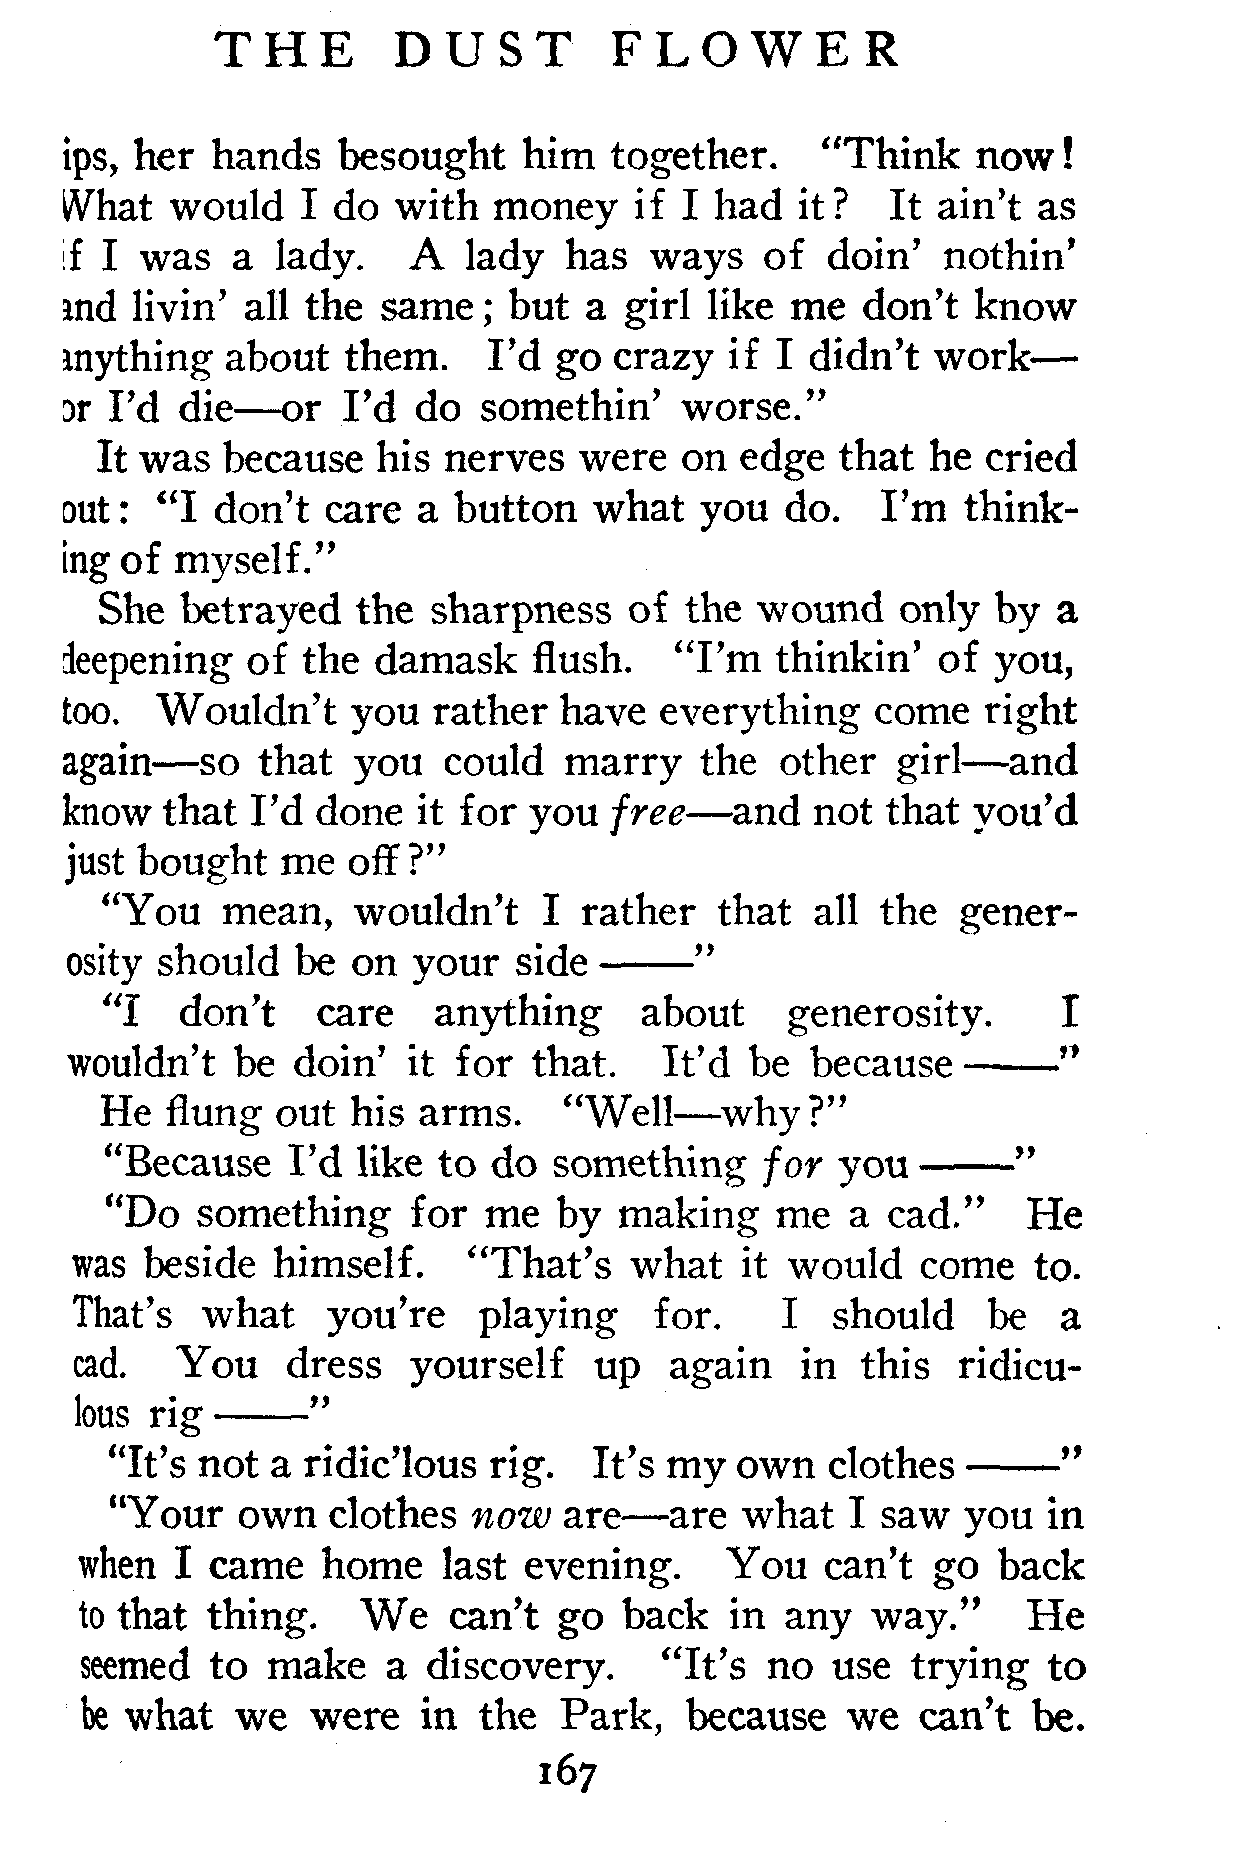 THE DUST FLOWER
ips, her hands besought him together. "Think now!
What would I do with money if I had it? It ain't as
if I was a lady. A lady has ways of doin' nothin'
and livin' all the same; but a girl like me don't know
anything about them. I'd go crazy if I didn't work—
or I'd die—or I'd do somethin' worse."
It was because his nerves were on edge that he cried
out: "I don't care a button what you do. I'm think-
ing of myself."
She betrayed the sharpness of the wound only by a
deepening of the damask flush. "I'm thinkin' of you,
too. Wouldn't you rather have everything come right
again—so that you could marry the other girl—and
know that I'd done it for you free—and not that you'd
just bought me off?"
"You mean, wouldn't I rather that all the gener-
osity should be on your side ——"
"I don't care anything about generosity. I
wouldn't be doin' it for that. It'd be because ——"
He flung out his arms. "Well—why?"
"Because I'd like to do something for you ——"
"Do something for me by making me a cad." He
was beside himself. "That's what it would come to.
That's what you're playing for. I should be a
cad. You dress yourself up again in this ridicu-
lous rig ——"
"It's not a ridic'lous rig. It's my own clothes ——"
"Your own clothes now are—are what I saw you in
when I came home last evening. You can't go back
to that thing. We can't go back in any way." He
seemed to make a discovery. "It's no use trying to
be what we were in the Park, because we can't be.
167